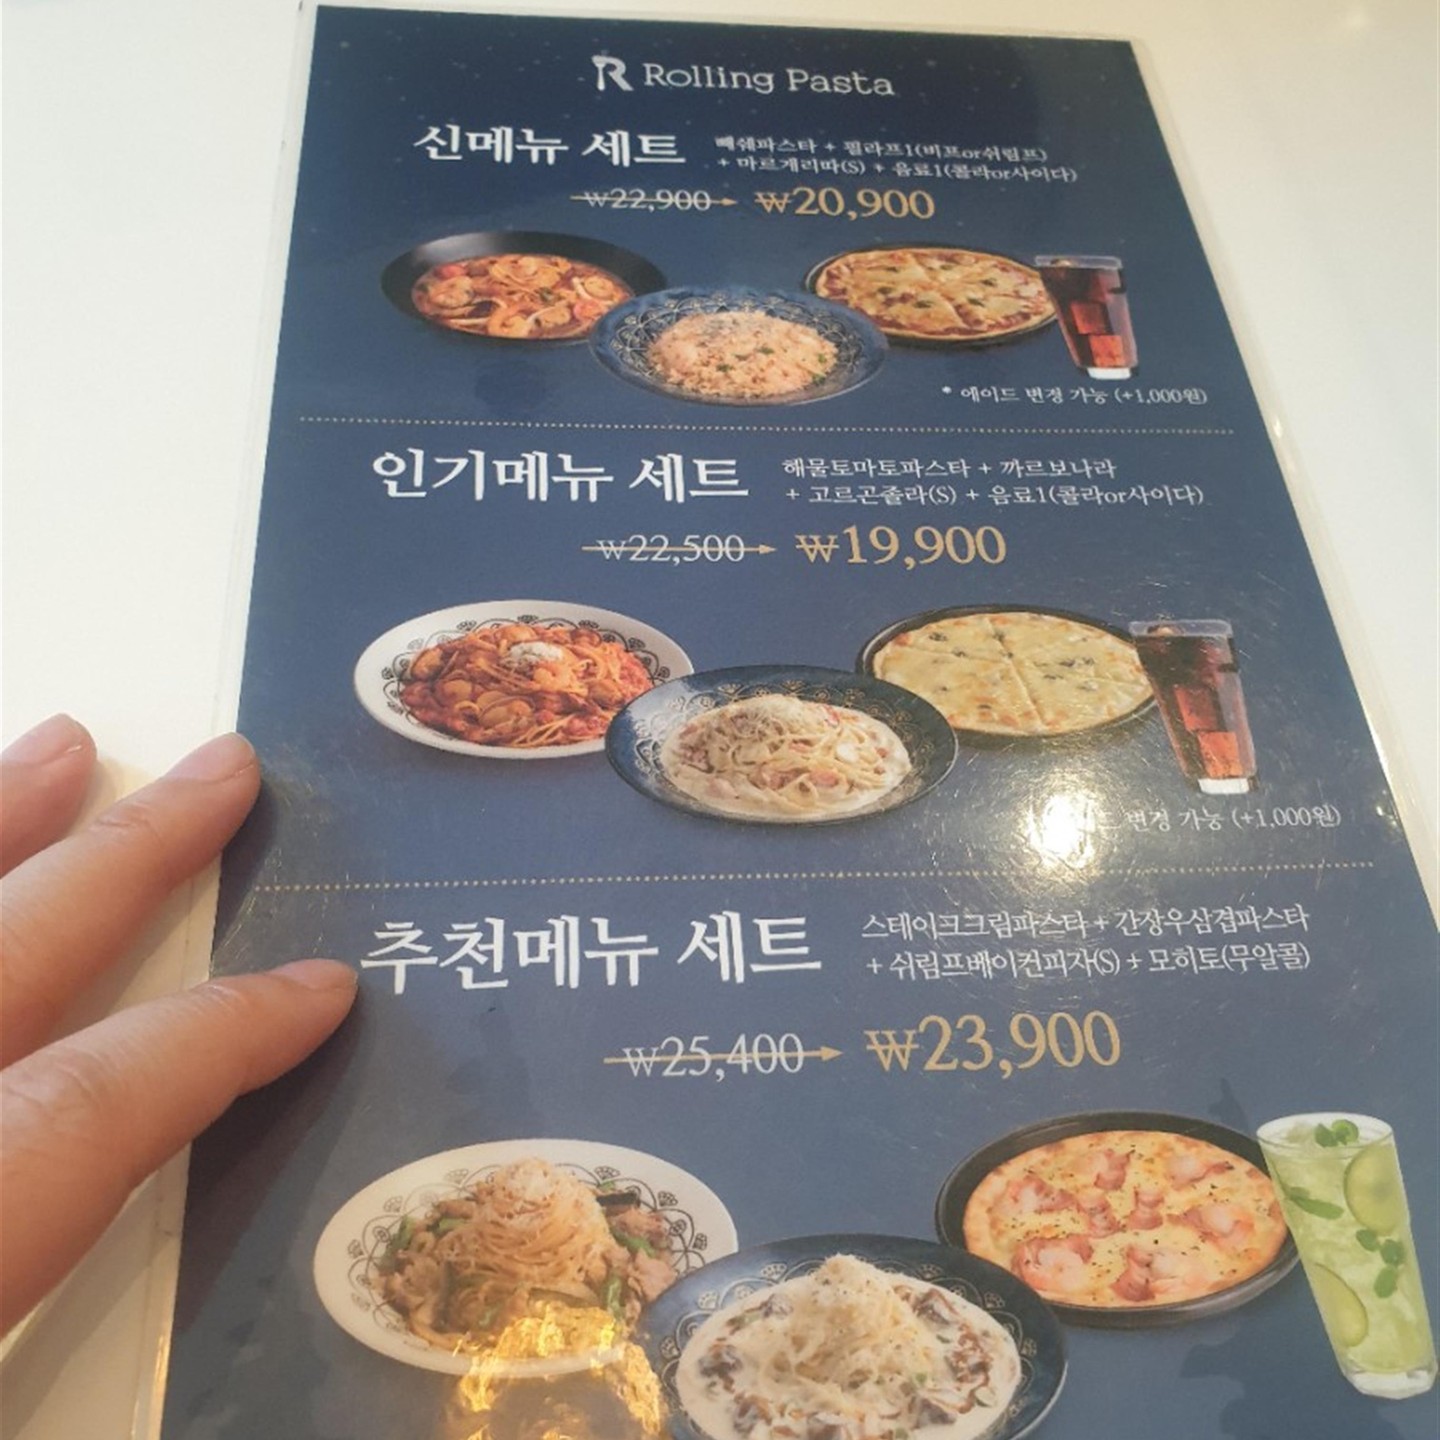 R Rolling Pasta
신메뉴 세트
빼쉐파스타 + 필라프1(비프or쉬림프)
+ 마르게리따(S) + 음료1(콜라or사이다)
₩22,900 → ₩20,900
* 에이드 변경 가능 (+1,000원)
인기메뉴 세트
해물토마토파스타 + 까르보나라
+ 고르곤졸라(S) + 음료1(콜라or사이다)
₩22,500 → ₩19,900
변경 가능 (+1,000원)
추천메뉴 세트
스테이크크림파스타 + 간장우삼겹파스타
+ 쉬림프베이컨피자(S) + 모히토(무알콜)
₩25,400 → ₩23,900